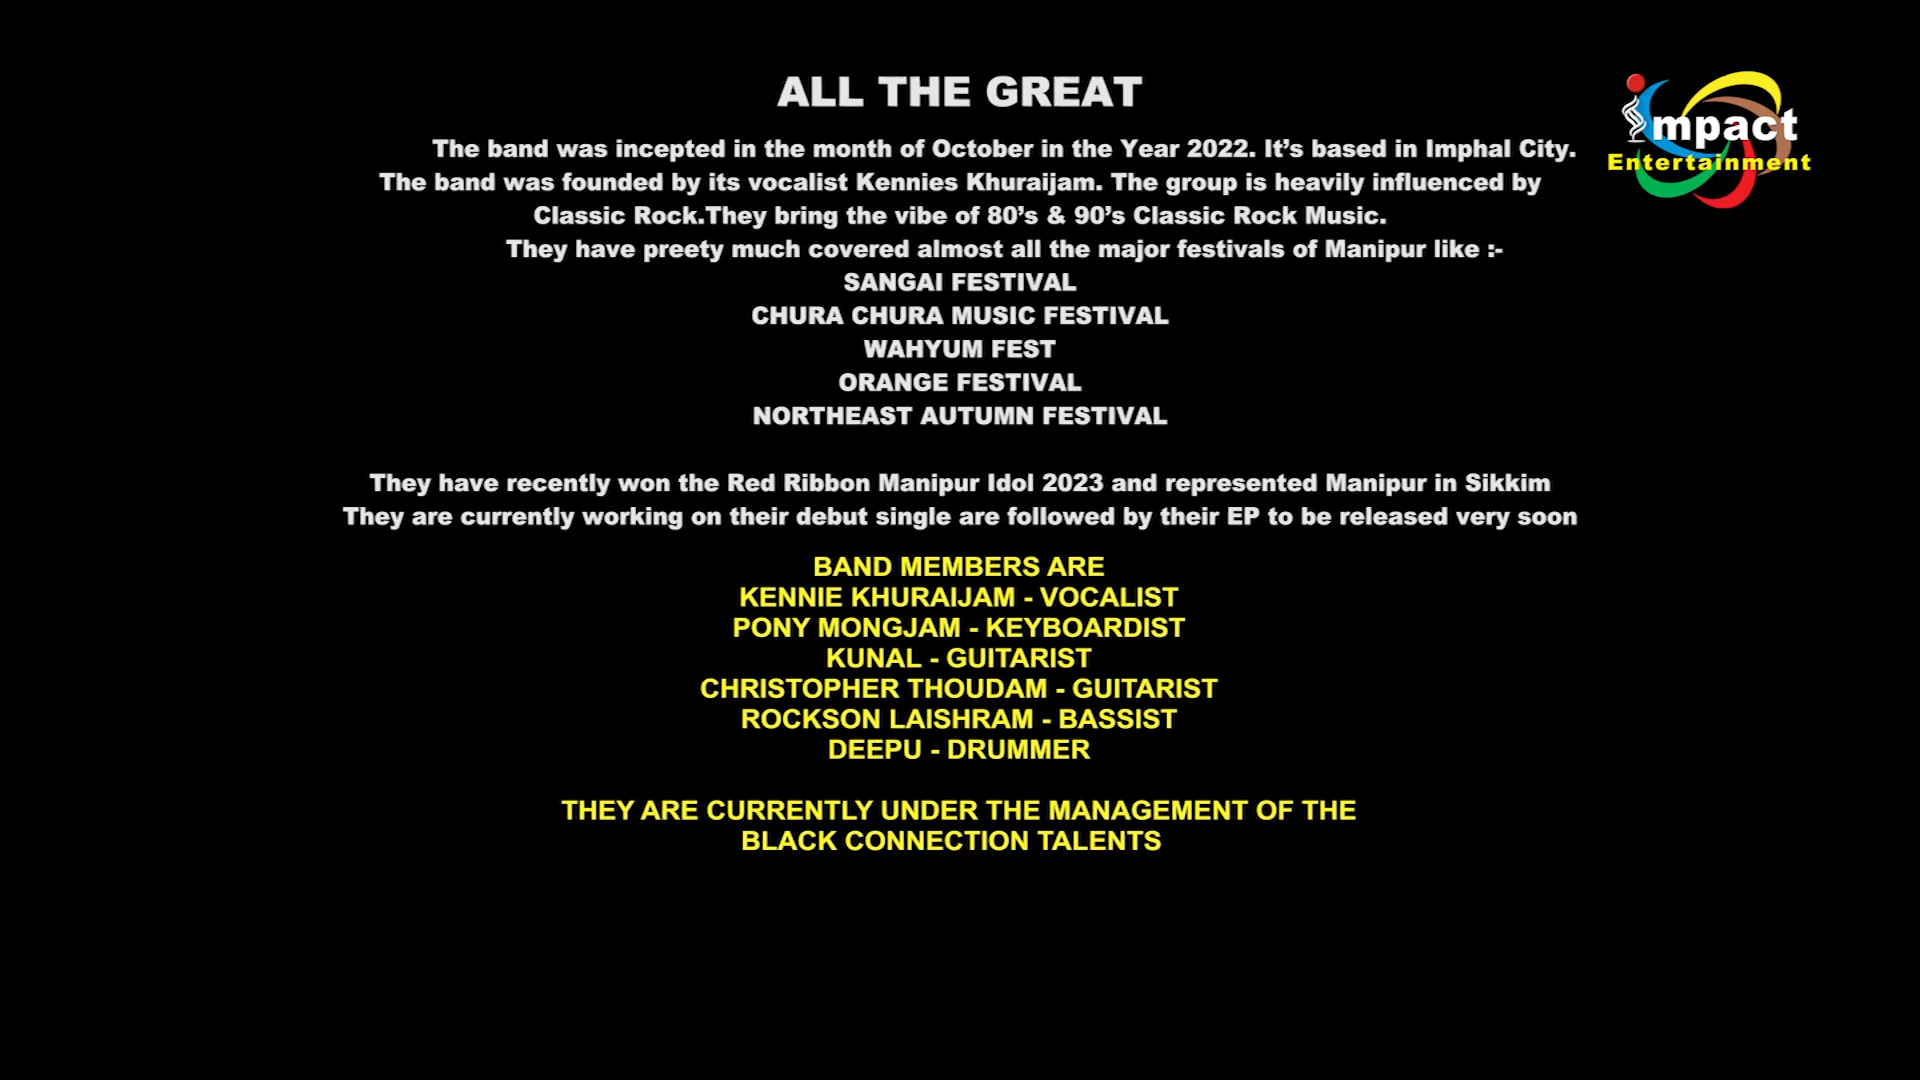 ALL THE GREAT
impact
Entertainment
The band was incepted in the month of October in the Year 2022. It’s based in Imphal City.
The band was founded by its vocalist Kennies Khuraijam. The group is heavily influenced by
Classic Rock.They bring the vibe of 80’s & 90’s Classic Rock Music.
They have preety much covered almost all the major festivals of Manipur like :-
SANGAI FESTIVAL
CHURA CHURA MUSIC FESTIVAL
WAHYUM FEST
ORANGE FESTIVAL
NORTHEAST AUTUMN FESTIVAL
They have recently won the Red Ribbon Manipur Idol 2023 and represented Manipur in Sikkim
They are currently working on their debut single are followed by their EP to be released very soon
BAND MEMBERS ARE
KENNIE KHURAIJAM - VOCALIST
PONY MONGJAM - KEYBOARDIST
KUNAL - GUITARIST
CHRISTOPHER THOUDAM - GUITARIST
ROCKSON LAISHRAM - BASSIST
DEEPU - DRUMMER
THEY ARE CURRENTLY UNDER THE MANAGEMENT OF THE
BLACK CONNECTION TALENTS